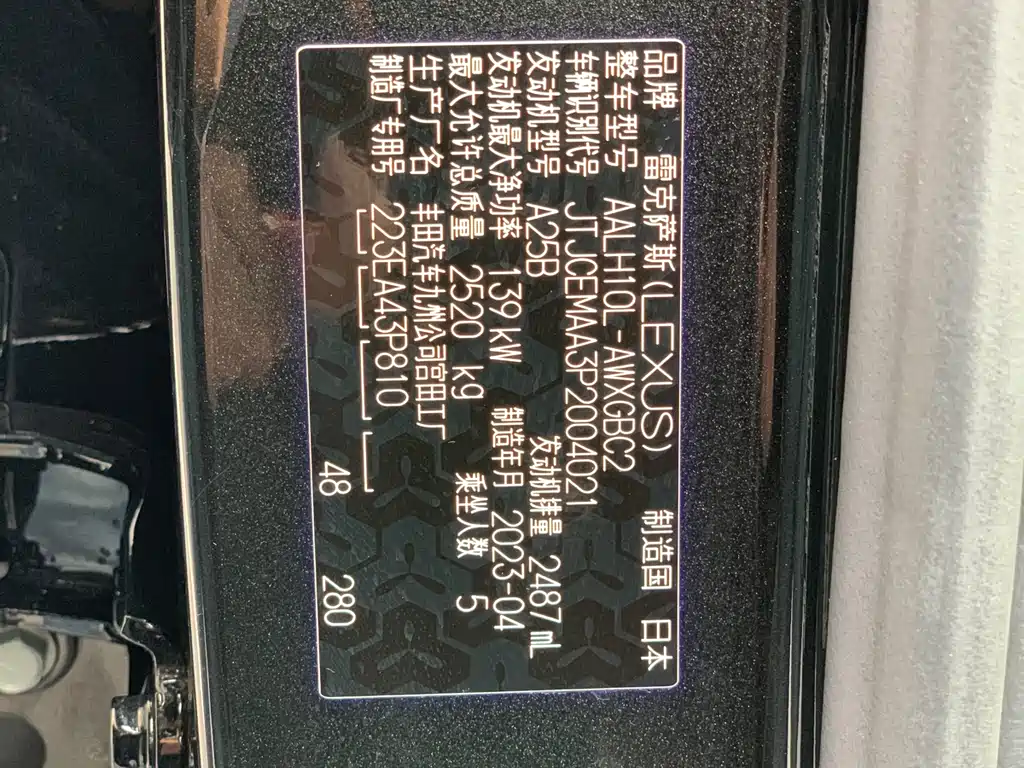 品牌 雷克萨斯(LEXUS) 制造国 日本
整车型号 AALH10L-AWXGBC2
车辆识别代号 JTJCEMAA3P2004021
发动机型号 A25B 发动机排量 2487 mL
发动机最大净功率 139 kW 制造年月 2023-04
最大允许总质量 2520 kg 乘坐人数 5
生产厂名 丰田汽车九州公司宫田工厂
制造厂专用号 223EA43P810
48 280